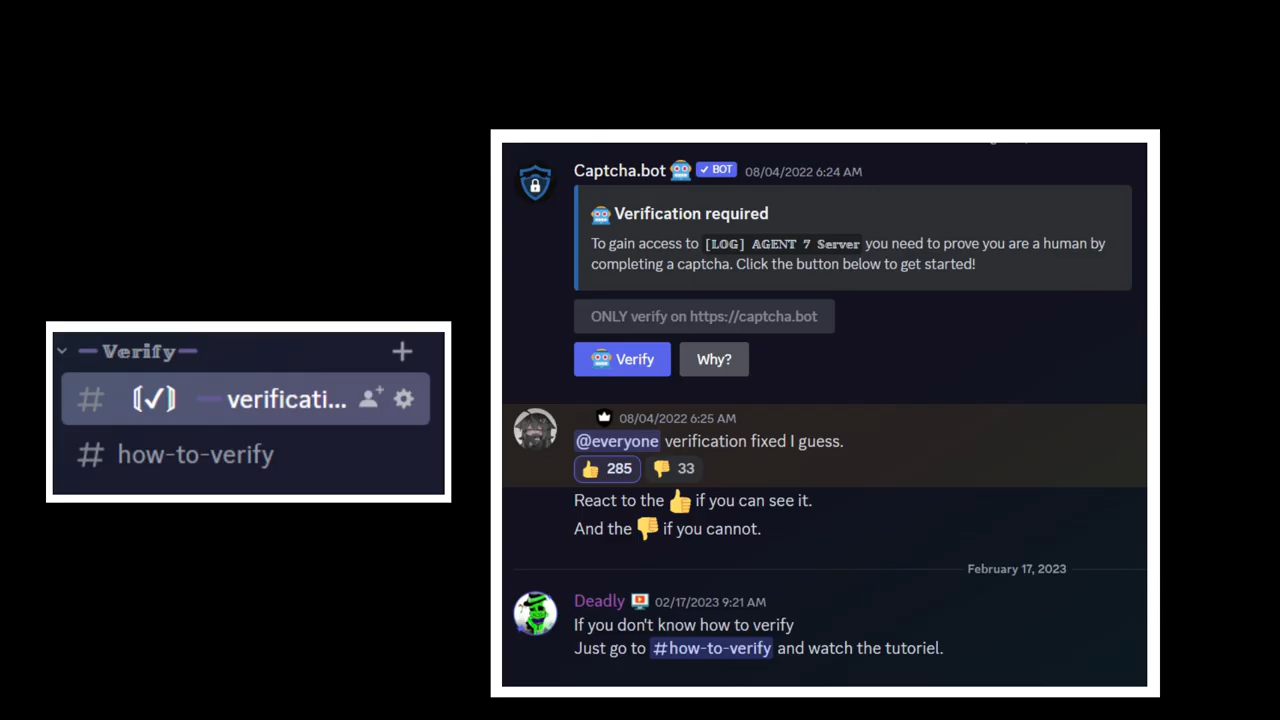 Verify
verificati...
how-to-verify
Captcha.bot BOT 08/04/2022 6:24 AM
Verification required
To gain access to [LOG] AGENT 7 Server you need to prove you are a human by
completing a captcha. Click the button below to get started!
ONLY verify on https://captcha.bot
Verify Why?
08/04/2022 6:25 AM
@everyone verification fixed I guess.
285 33
React to the 👍 if you can see it.
And the 👎 if you cannot.
February 17, 2023
Deadly 02/17/2023 9:21 AM
If you don't know how to verify
Just go to #how-to-verify and watch the tutoriel.